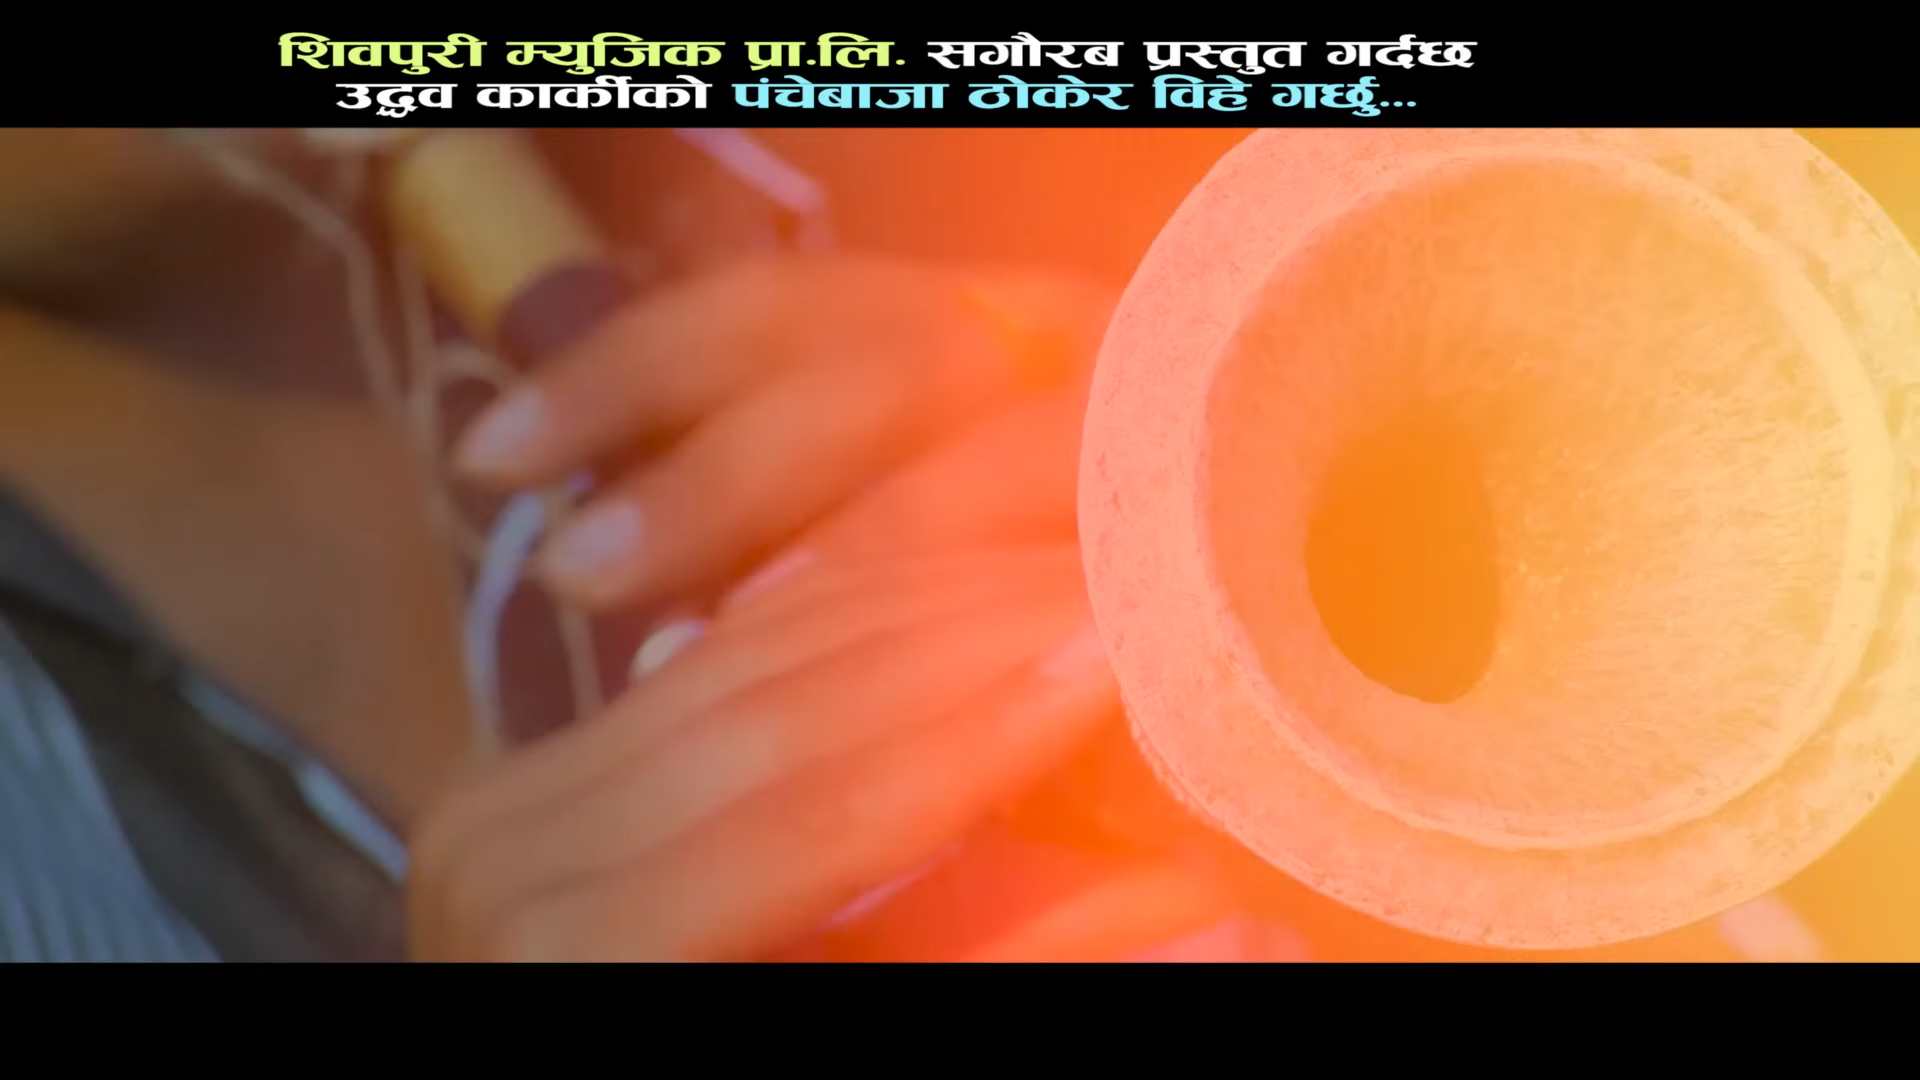 शिवपुरी म्युजिक प्रा.लि. सगौरब प्रस्तुत गर्दछ
उद्धव कार्कीको पंचेबाजा ठोकेर विहे गर्छु...